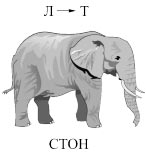 Л → Т
СТОН